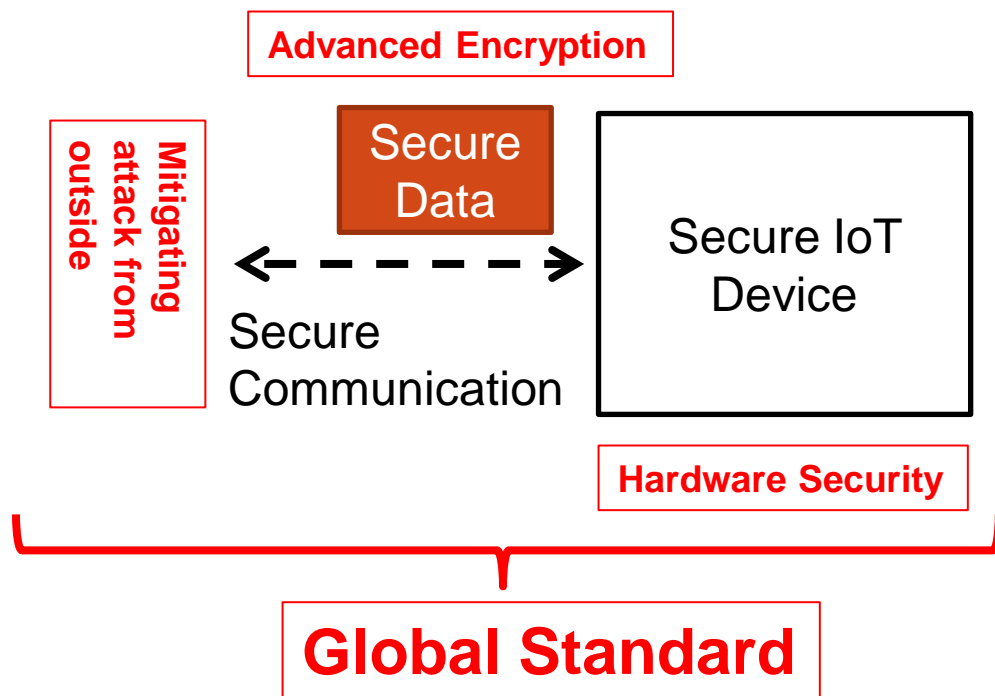 Advanced Encryption
Mitigating
attack from
outside
Secure
Data
Secure IoT
Device
Secure
Communication
Hardware Security
Global Standard